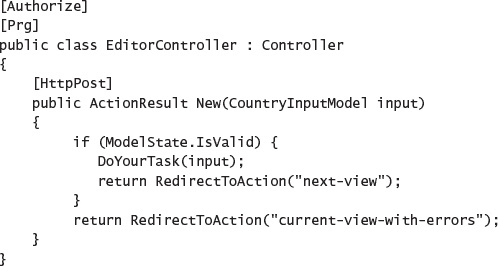 [Authorize]
[Prg]
public class EditorController : Controller
{
    [HttpPost]
    public ActionResult New(CountryInputModel input)
    {
         if (ModelState.IsValid) {
            DoYourTask(input);
            return RedirectToAction("next-view");
         }
         return RedirectToAction("current-view-with-errors");
    }
}